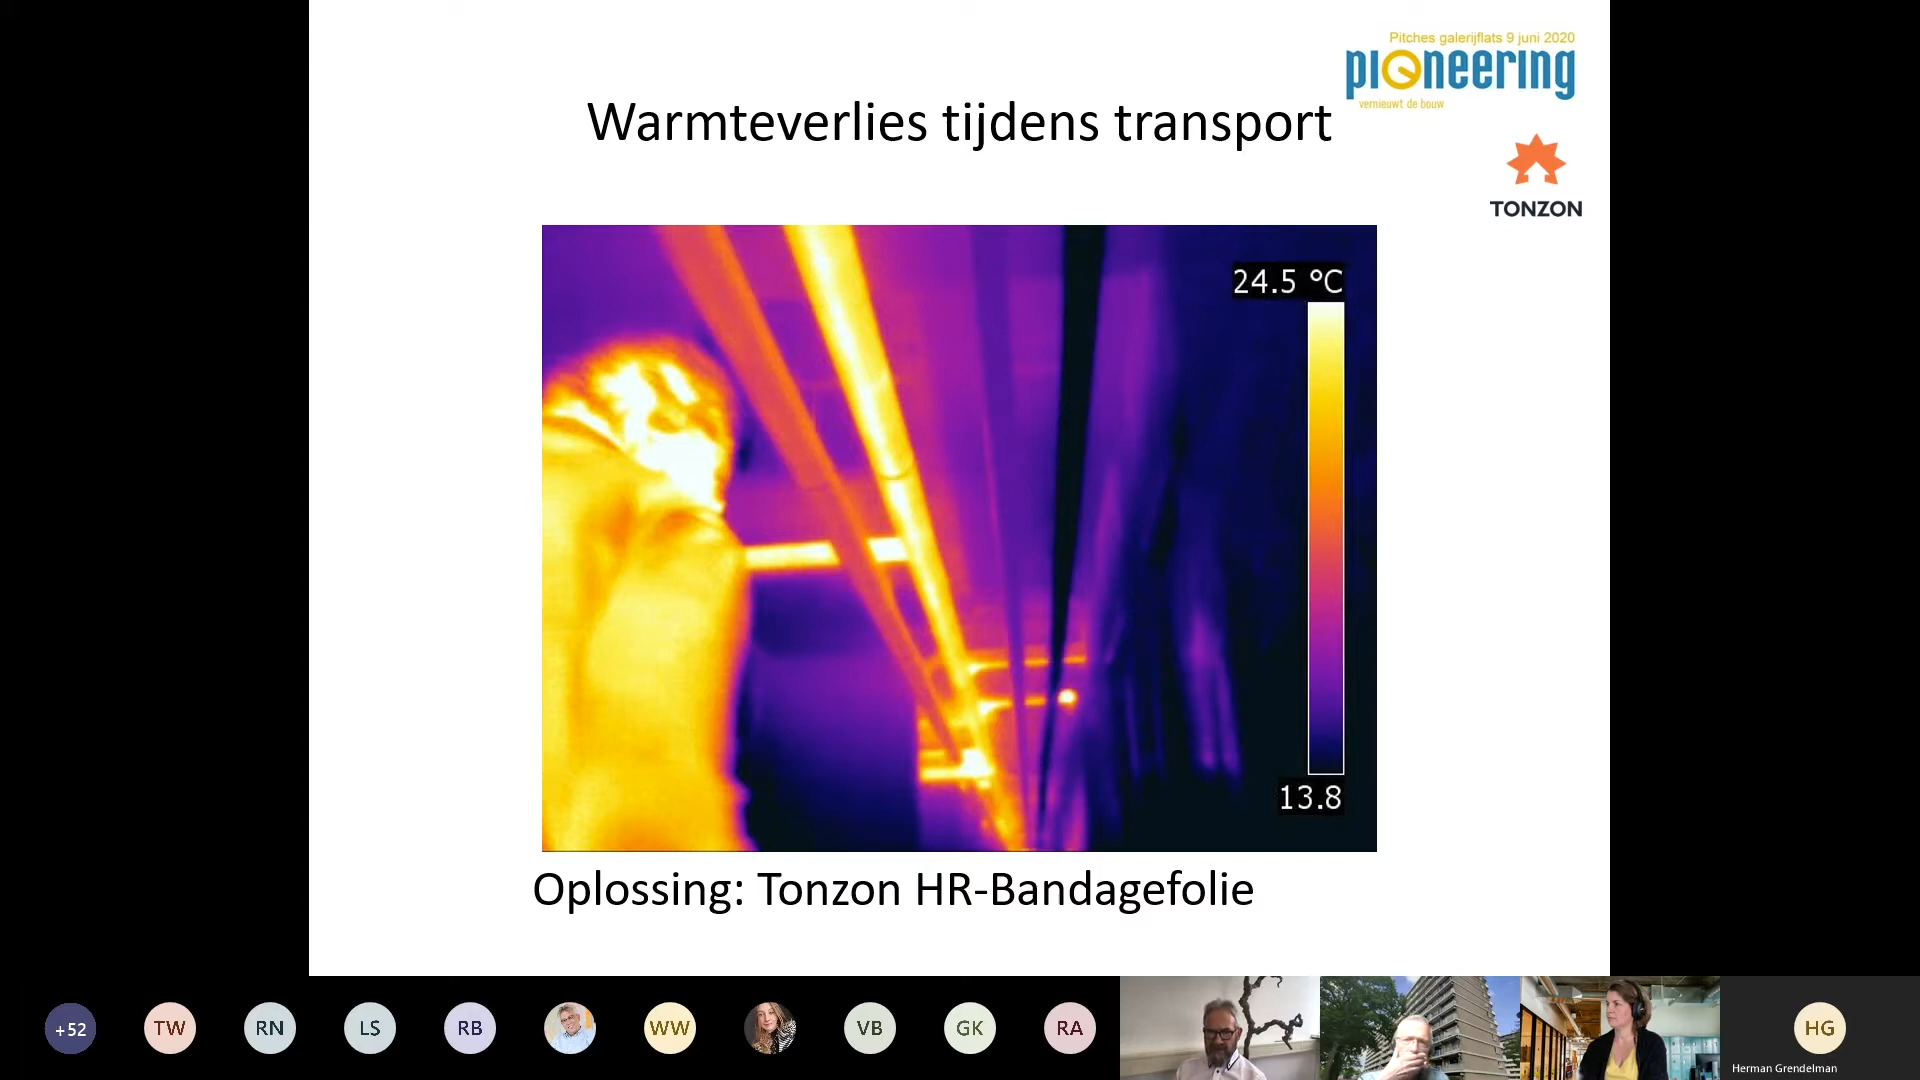 Pitches galerijflats 9 juni 2020
pioneering
vernieuwt de bouw
Warmteverlies tijdens transport
TONZON
24.5 °C
13.8
Oplossing: Tonzon HR-Bandagefolie
+52
TW
RN
LS
RB
WW
VB
GK
RA
HG
Herman Grendelman